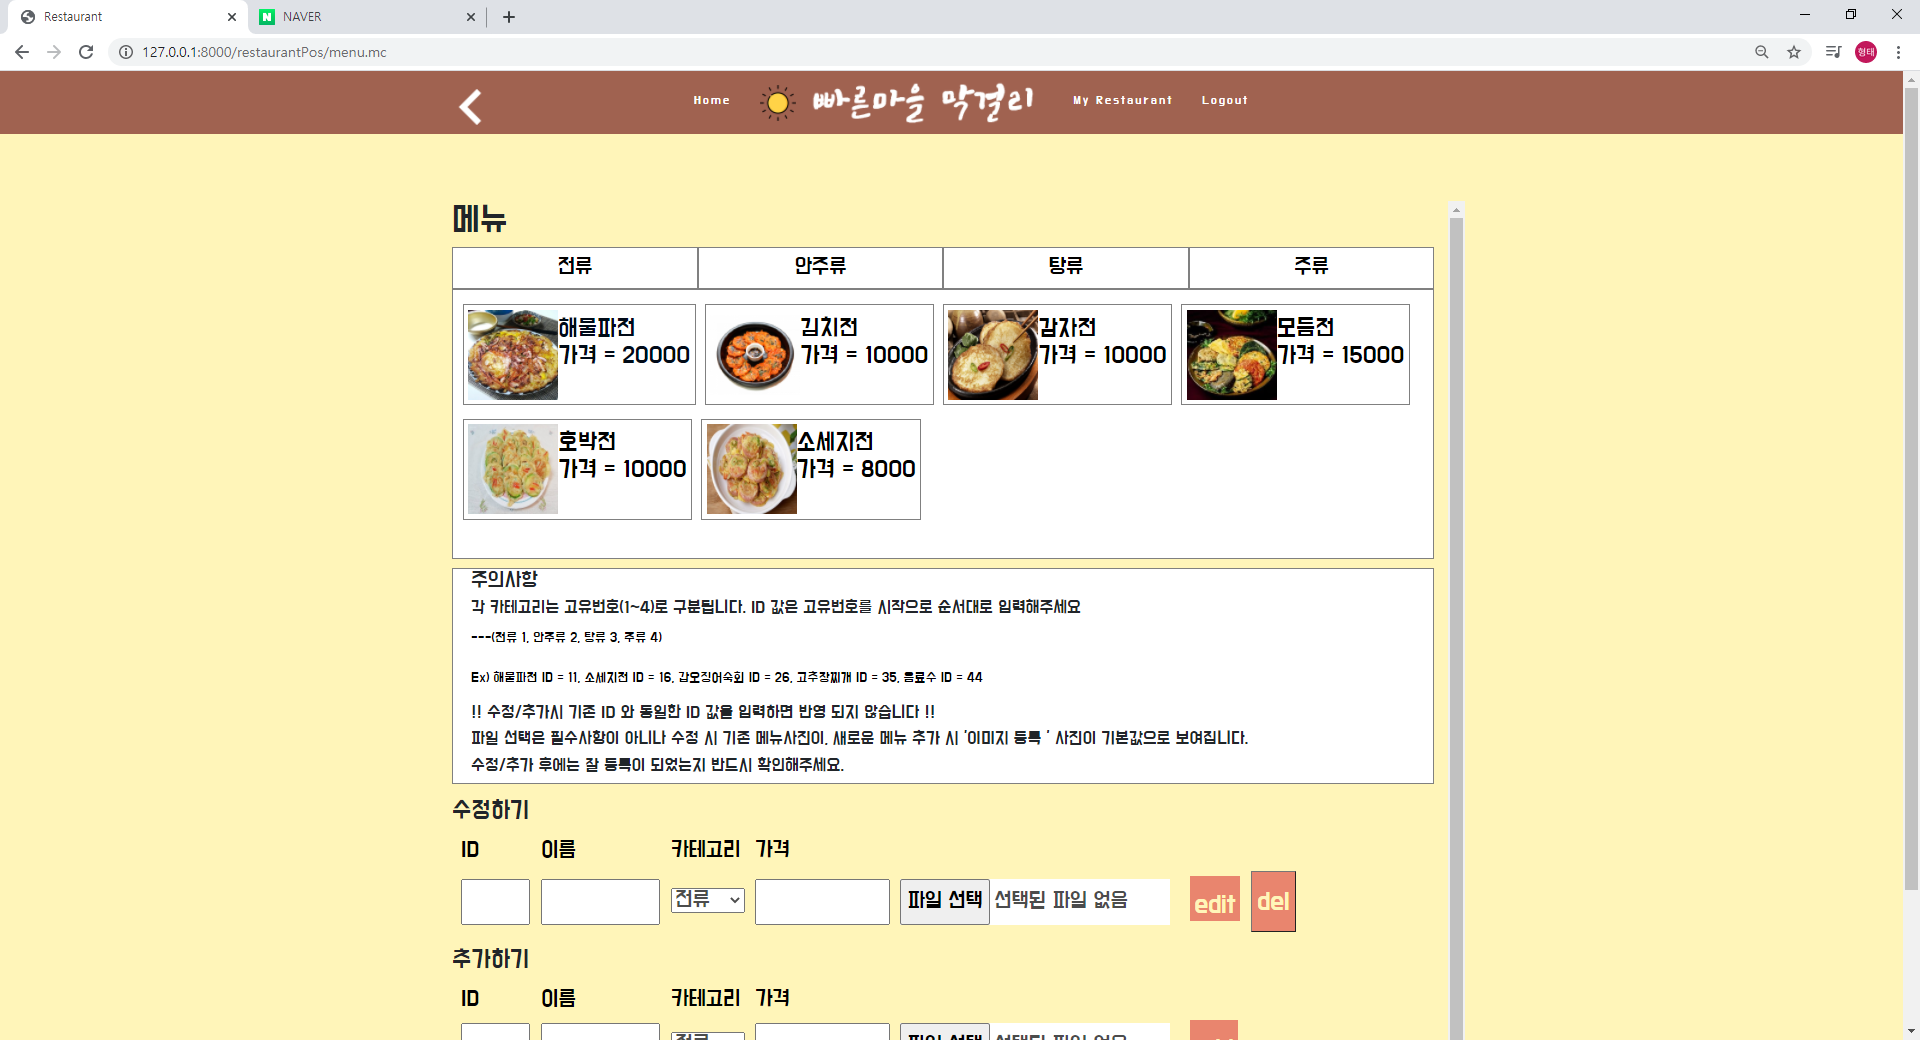 Restaurant
NAVER
127.0.0.1:8000/restaurantPos/menu.mc
형태
Home
빠른마을 막걸리
My Restaurant
Logout
메뉴
전류 안주류 탕류 주류
해물파전
가격 = 20000
김치전
가격 = 10000
감자전
가격 = 10000
모듬전
가격 = 15000
호박전
가격 = 10000
소세지전
가격 = 8000
주의사항
각 카테고리는 고유번호(1~4)로 구분됩니다. ID 값은 고유번호를 시작으로 순서대로 입력해주세요
---(전류 1, 안주류 2, 탕류 3, 주류 4)
Ex) 해물파전 ID = 11, 소세지전 ID = 16, 갑오징어숙회 ID = 26, 고추장찌개 ID = 35, 음료수 ID = 44
!! 수정/추가시 기존 ID 와 동일한 ID 값을 입력하면 반영 되지 않습니다 !!
파일 선택은 필수사항이 아니나 수정 시 기존 메뉴사진이, 새로운 메뉴 추가 시 '이미지 등록 ' 사진이 기본값으로 보여집니다.
수정/추가 후에는 잘 등록이 되었는지 반드시 확인해주세요.
수정하기
ID 이름 카테고리 가격
전류 파일 선택 선택된 파일 없음 edit del
추가하기
ID 이름 카테고리 가격
전류 파일 선택 선택된 파일 없음